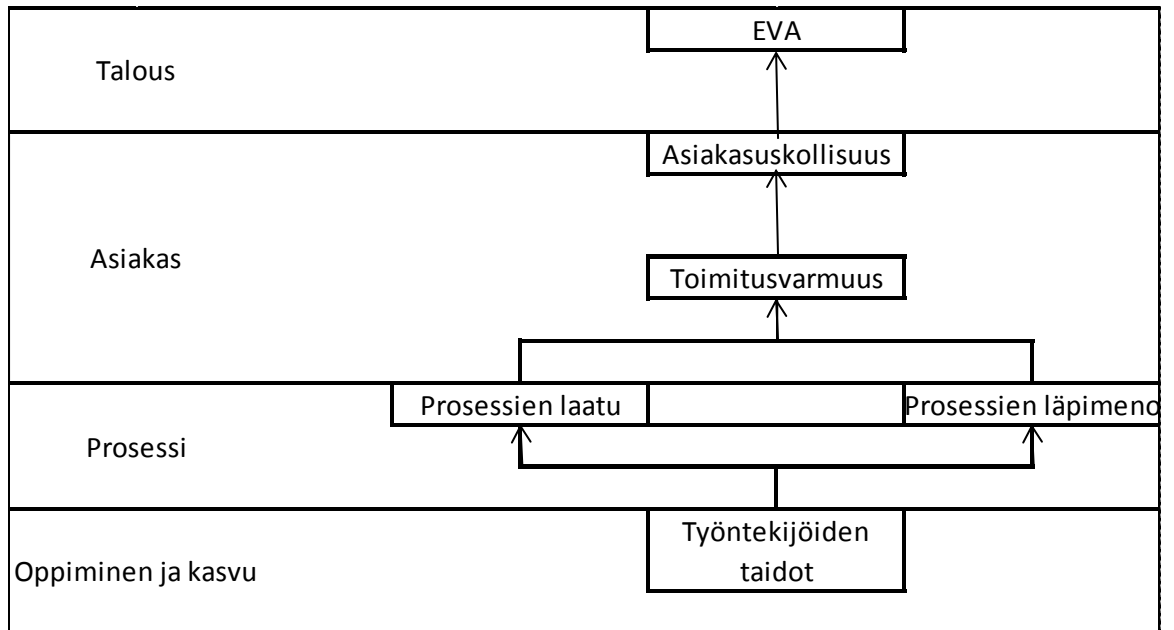 EVA
Talous
Asiakasuskollisuus
Asiakas
Toimitusvarmuus
Prosessien laatu
Prosessien läpimeno
Prosessi
Työntekijöiden
taidot
Oppiminen ja kasvu